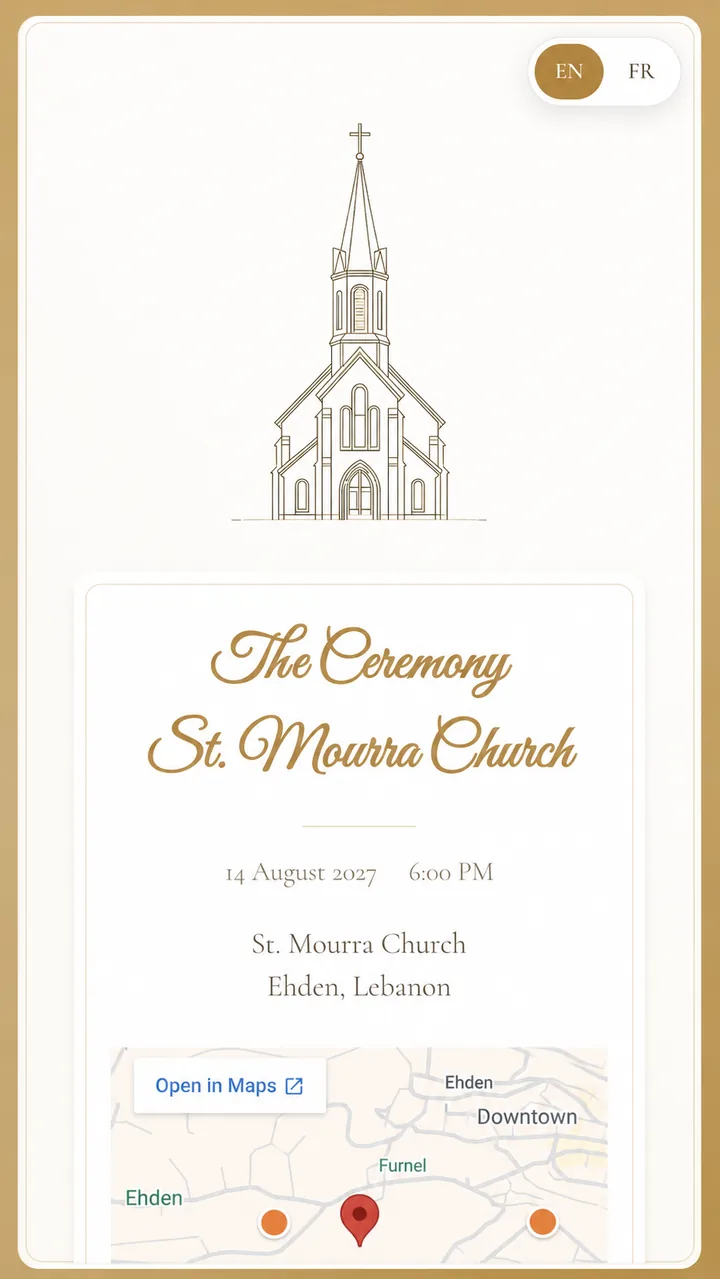 EN FR
The Ceremony
St. Mourra Church
14 August 2027 6:00 PM
St. Mourra Church
Ehden, Lebanon
Open in Maps
Ehden
Downtown
Furnel
Ehden